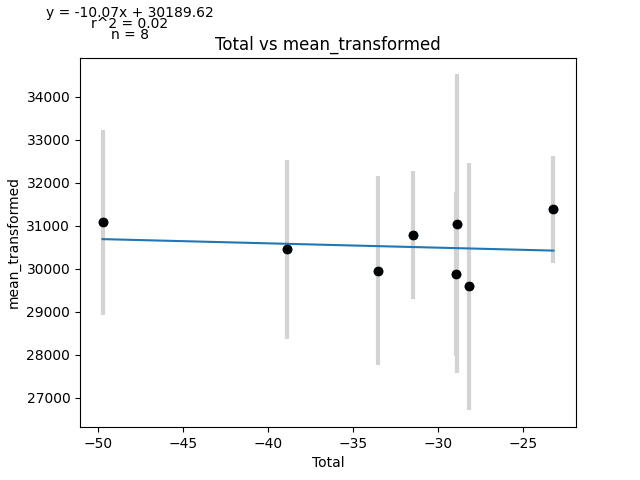 y = -10.07x + 30189.62
r^2 = 0.02
n = 8
Total vs mean_transformed
34000
33000
32000
31000
30000
29000
28000
27000
mean_transformed
−50
−45
−40
−35
−30
−25
Total